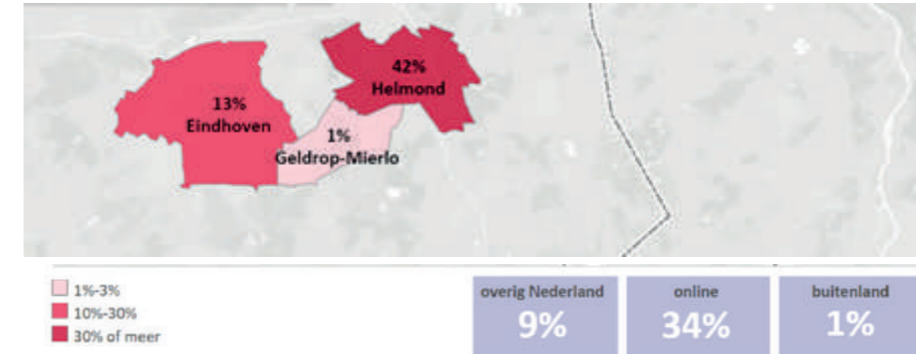 42%
Helmond
13%
Eindhoven
1%
Geldrop-Mierlo
1%-3%
10%-30%
30% of meer
overig Nederland
9%
online
34%
buitenland
1%